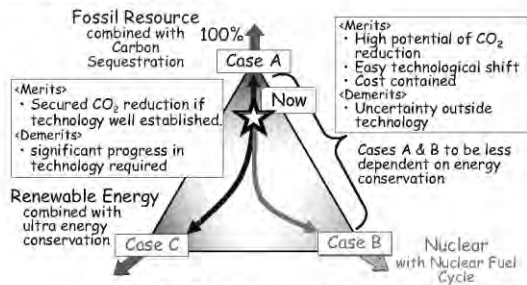 Fossil Resource
combined with
Carbon
Sequestration
100%
Case A
<Merits>
· High potential of CO2
reduction
· Easy technological shift
· Cost contained
<Demerits>
· Uncertainty outside
technology
<Merits>
· Secured CO2 reduction if
technology well established.
<Demerits>
· significant progress in
technology required
Now
Cases A & B to be less
dependent on energy
conservation
Renewable Energy
combined with
ultra energy
conservation
Case C
Case B
Nuclear
with Nuclear Fuel
Cycle